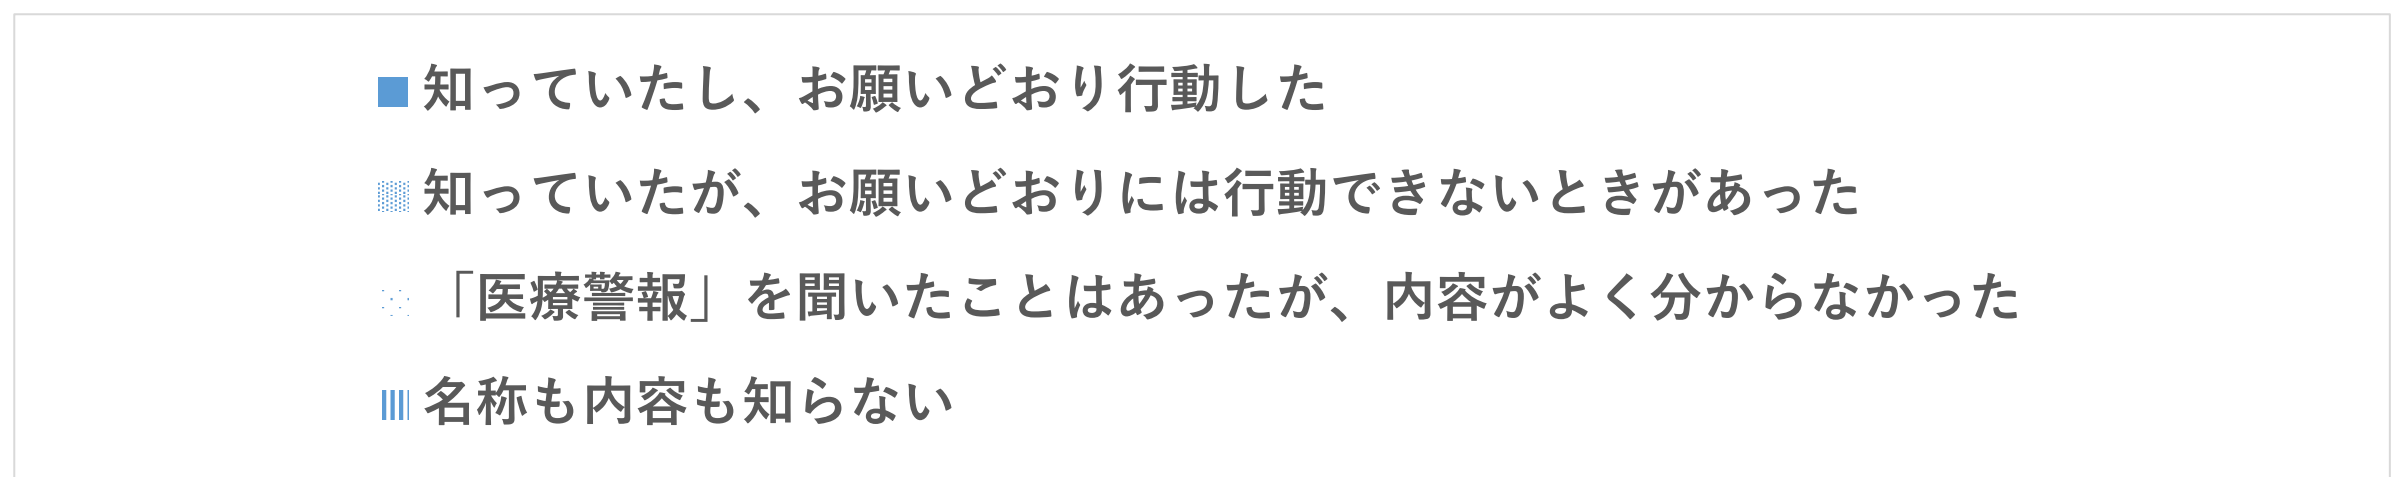 知っていたし、お願いどおり行動した
知っていたが、お願いどおりには行動できないときがあった
「医療警報」を聞いたことはあったが、内容がよく分からなかった
名称も内容も知らない